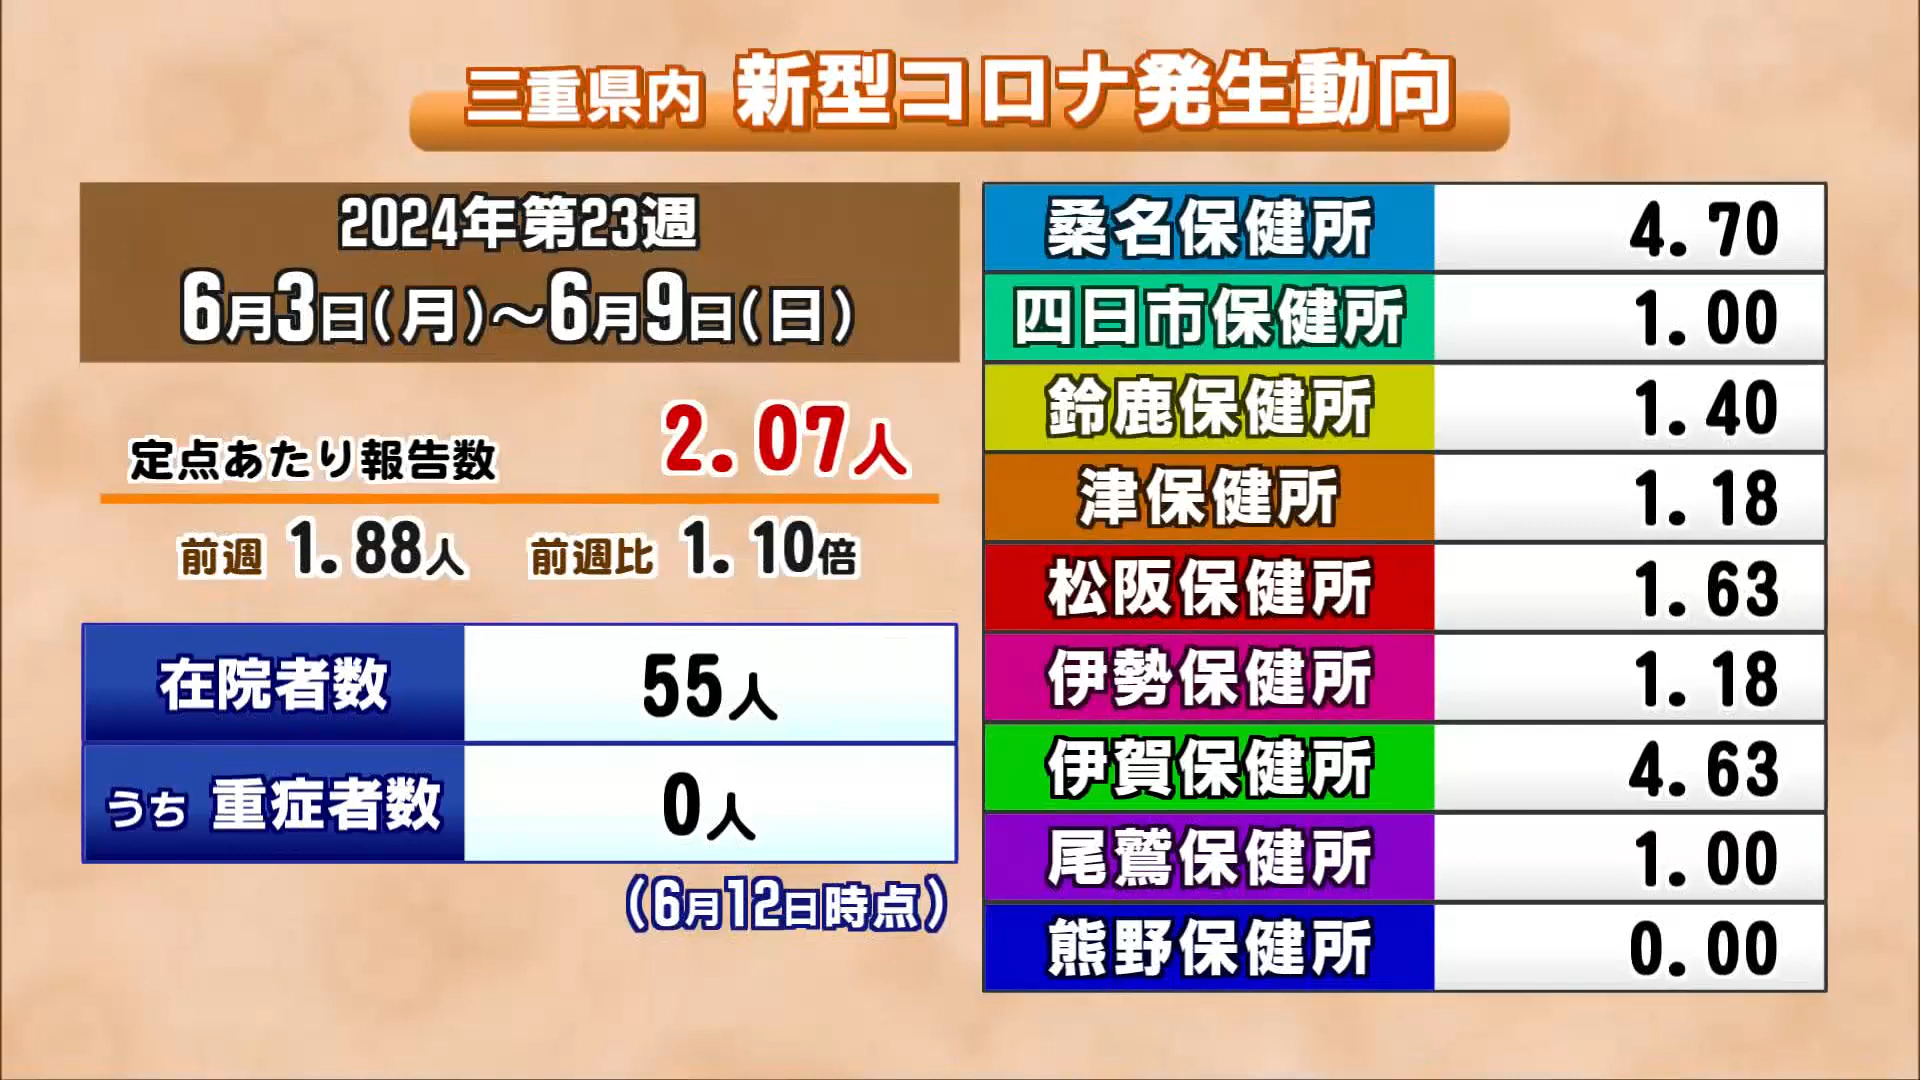 三重県内 新型コロナ発生動向
2024年第23週
6月3日(月)～6月9日(日)
定点あたり報告数 2.07人
前週 1.88人 前週比 1.10倍
在院者数 55人
うち 重症者数 0人
(6月12日時点)
桑名保健所 4.70
四日市保健所 1.00
鈴鹿保健所 1.40
津保健所 1.18
松阪保健所 1.63
伊勢保健所 1.18
伊賀保健所 4.63
尾鷲保健所 1.00
熊野保健所 0.00